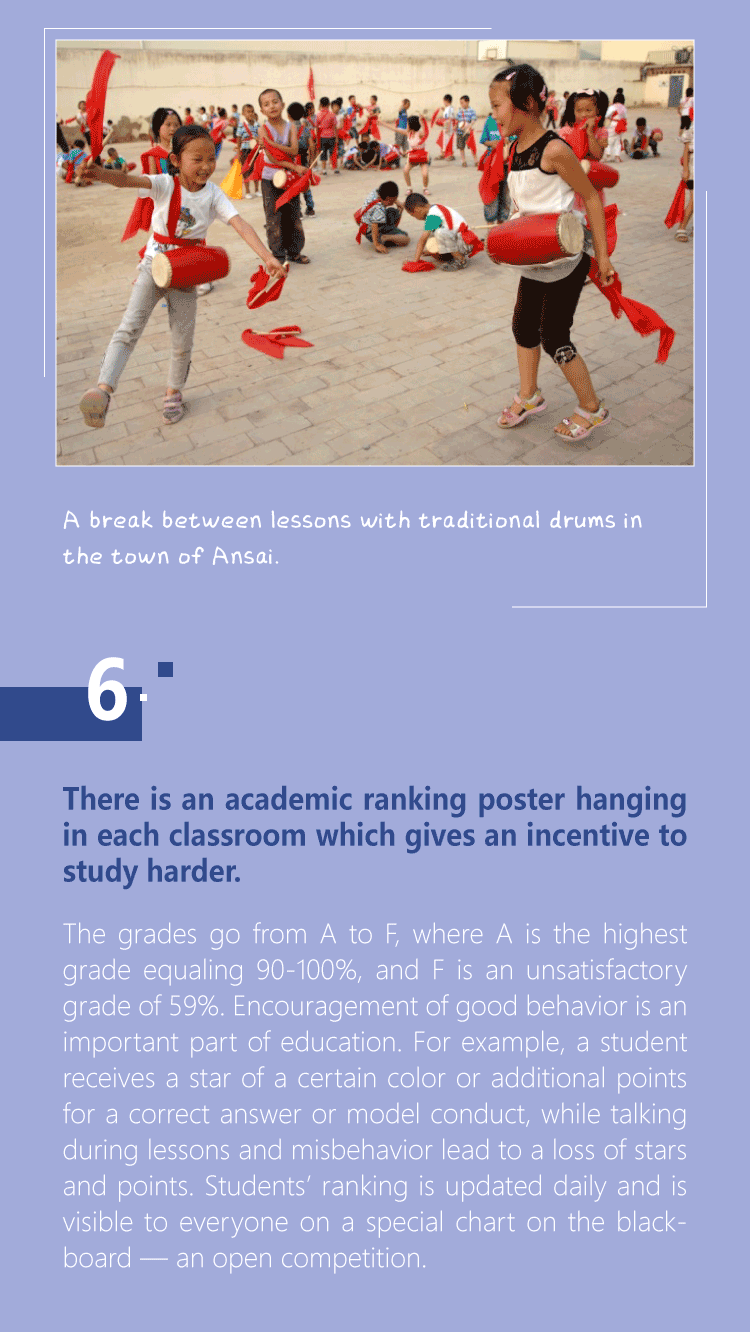 A break between lessons with traditional drums in
the town of Ansai.
6
There is an academic ranking poster hanging
in each classroom which gives an incentive to
study harder.
The grades go from A to F, where A is the highest
grade equaling 90-100%, and F is an unsatisfactory
grade of 59%. Encouragement of good behavior is an
important part of education. For example, a student
receives a star of a certain color or additional points
for a correct answer or model conduct, while talking
during lessons and misbehavior lead to a loss of stars
and points. Students’ ranking is updated daily and is
visible to everyone on a special chart on the black-
board — an open competition.